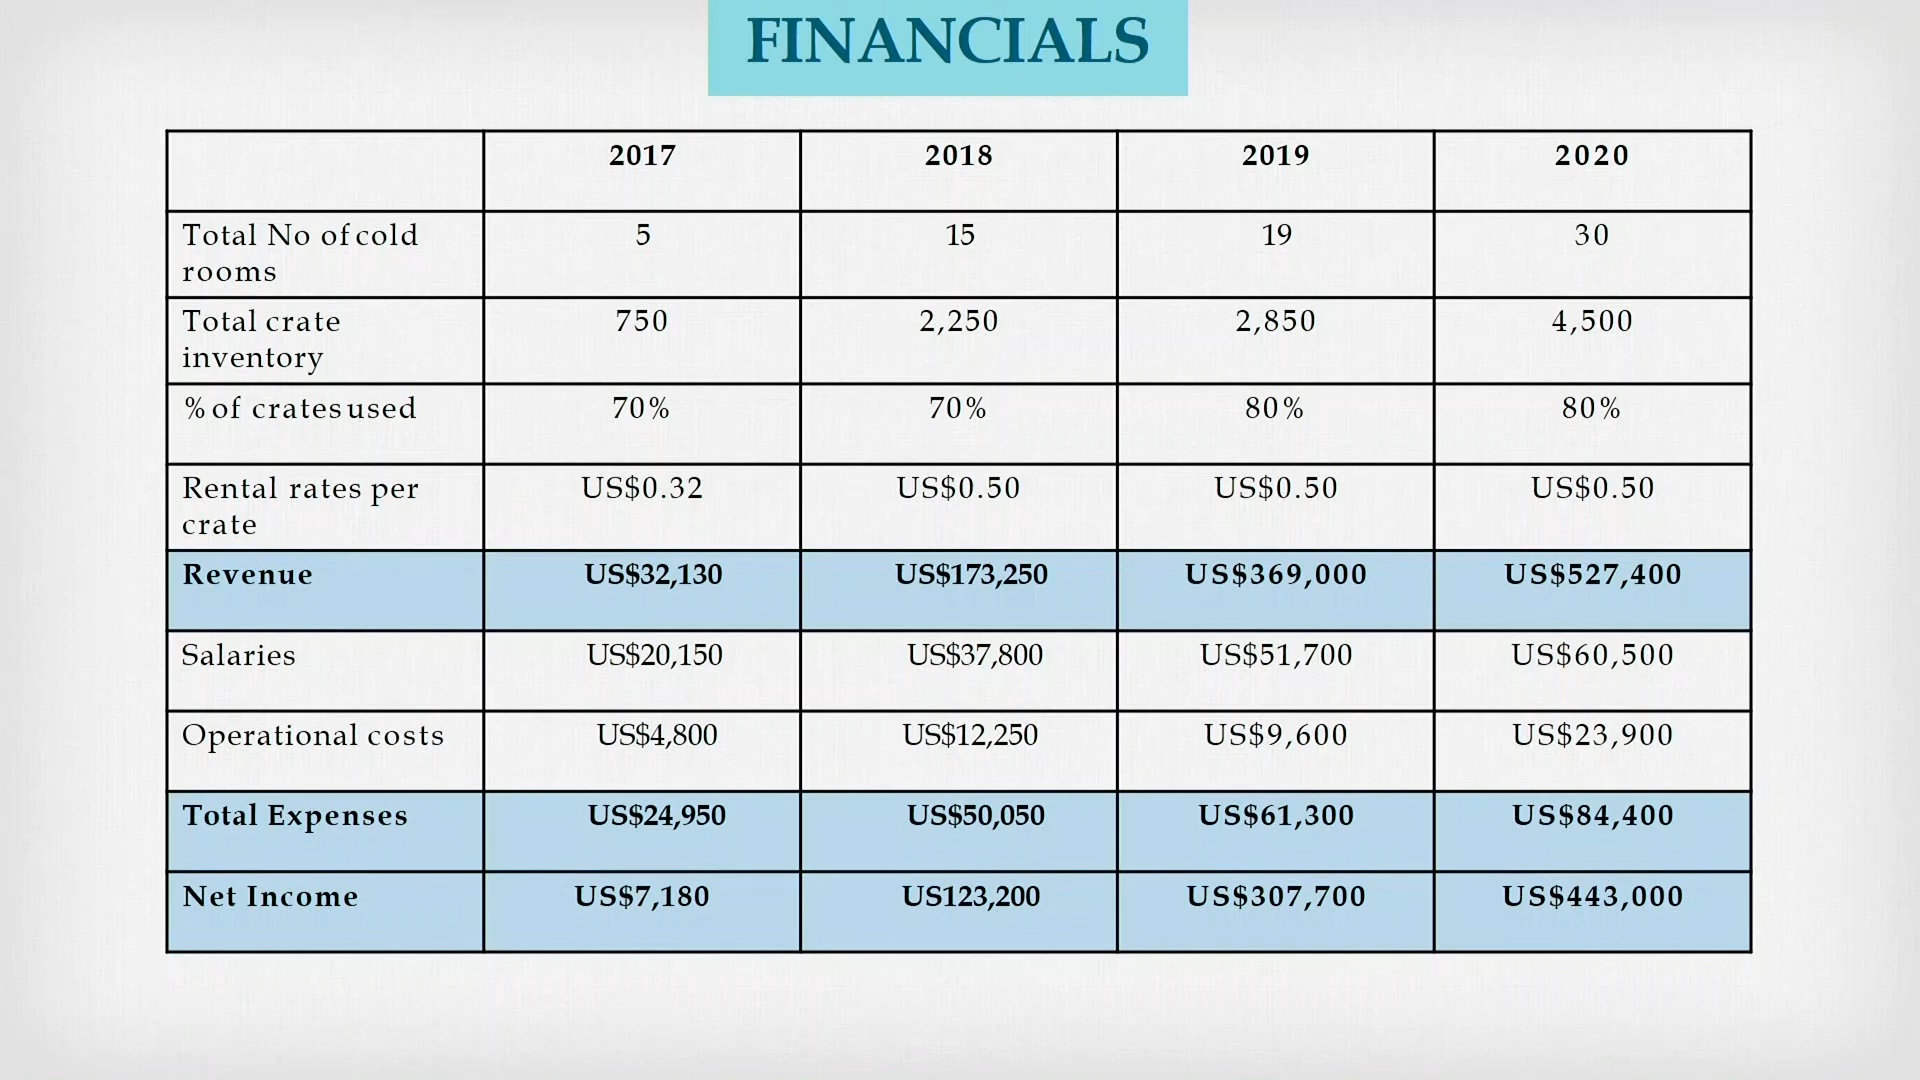 FINANCIALS
2017 2018 2019 2020
Total No of cold rooms 5 15 19 30
Total crate inventory 750 2,250 2,850 4,500
% of crates used 70% 70% 80% 80%
Rental rates per crate US$0.32 US$0.50 US$0.50 US$0.50
Revenue US$32,130 US$173,250 US$369,000 US$527,400
Salaries US$20,150 US$37,800 US$51,700 US$60,500
Operational costs US$4,800 US$12,250 US$9,600 US$23,900
Total Expenses US$24,950 US$50,050 US$61,300 US$84,400
Net Income US$7,180 US123,200 US$307,700 US$443,000